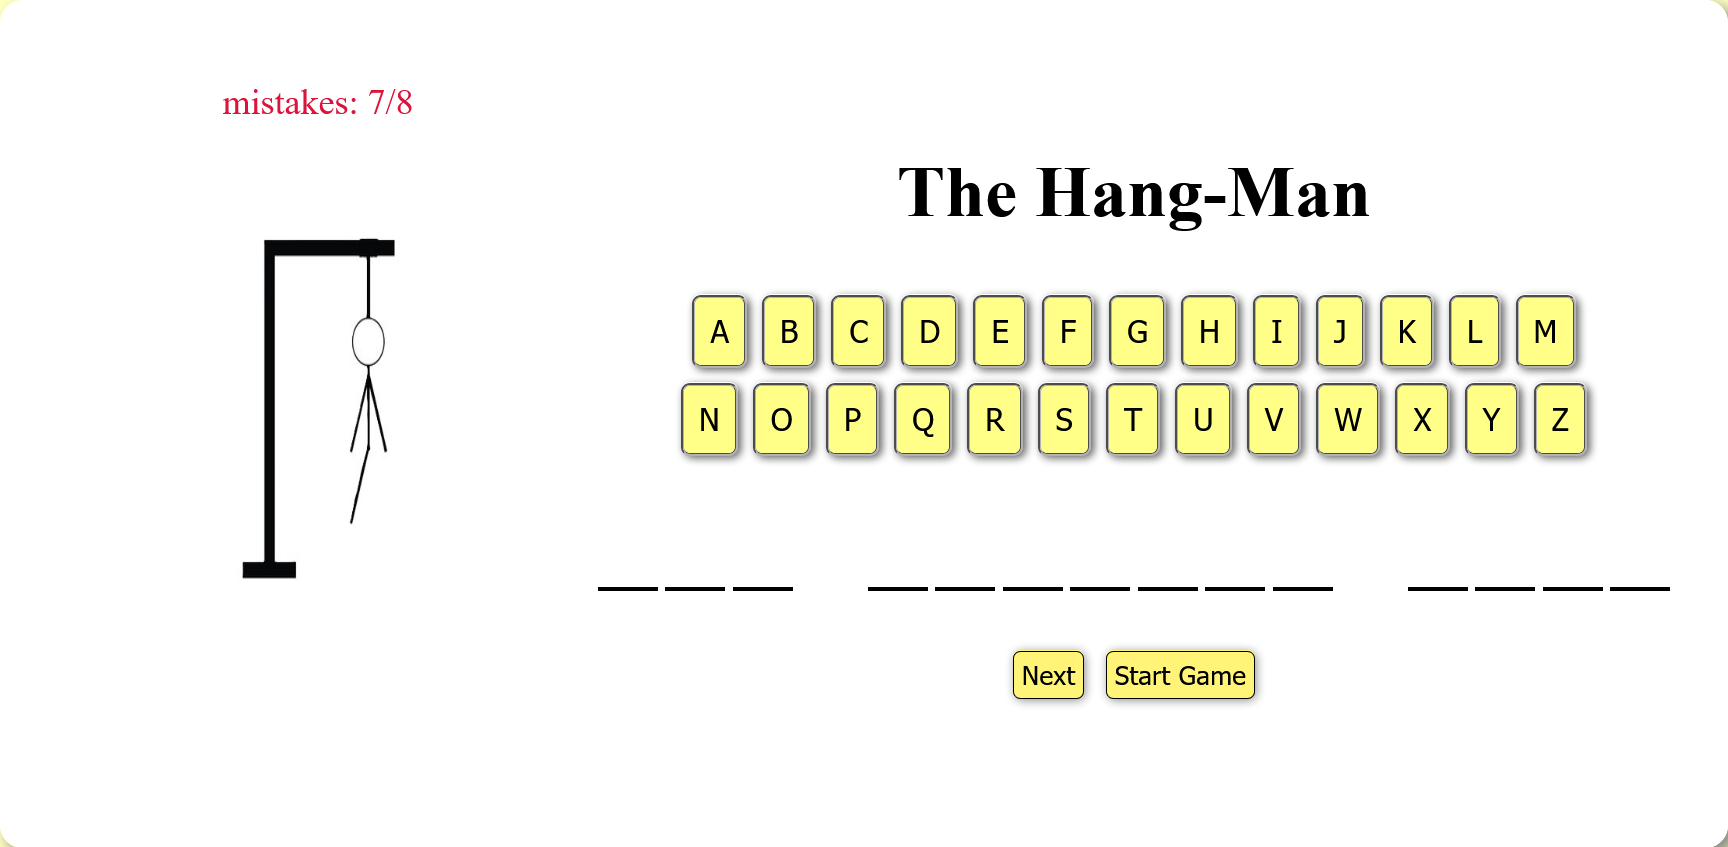 mistakes: 7/8
The Hang-Man
A B C D E F G H I J K L M
N O P Q R S T U V W X Y Z
Next Start Game